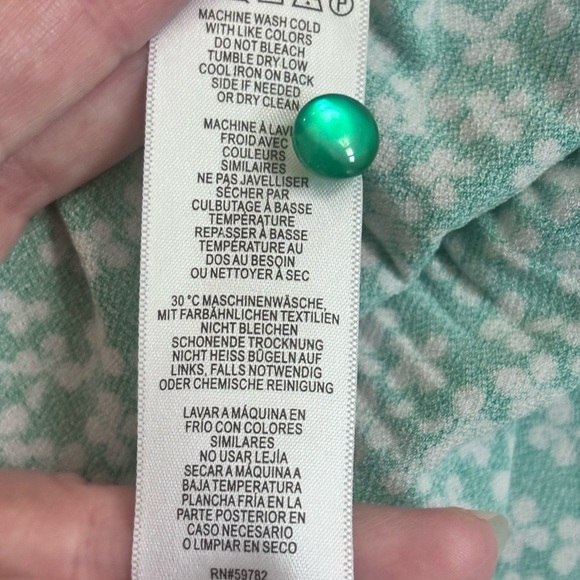 MACHINE WASH COLD
WITH LIKE COLORS
DO NOT BLEACH
TUMBLE DRY LOW
COOL IRON ON BACK
SIDE IF NEEDED
OR DRY CLEAN
MACHINE À LAVE
FROID AVEC
COULEURS
SIMILAIRES
NE PAS JAVELLISER
SÉCHER PAR
CULBUTAGE À BASSE
TEMPÉRATURE
REPASSER À BASSE
TEMPÉRATURE AU
DOS AU BESOIN
OU NETTOYER À SEC
30 °C MASCHINENWÄSCHE,
MIT FARBÄHNLICHEN TEXTILIEN
NICHT BLEICHEN
SCHONENDE TROCKNUNG
NICHT HEISS BÜGELN AUF
LINKS, FALLS NOTWENDIG
ODER CHEMISCHE REINIGUNG
LAVAR A MÁQUINA EN
FRÍO CON COLORES
SIMILARES
NO USAR LEJÍA
SECAR A MÁQUINA A
BAJA TEMPERATURA
PLANCHA FRÍA EN LA
PARTE POSTERIOR EN
CASO NECESARIO
O LIMPIAR EN SECO
RN#59782